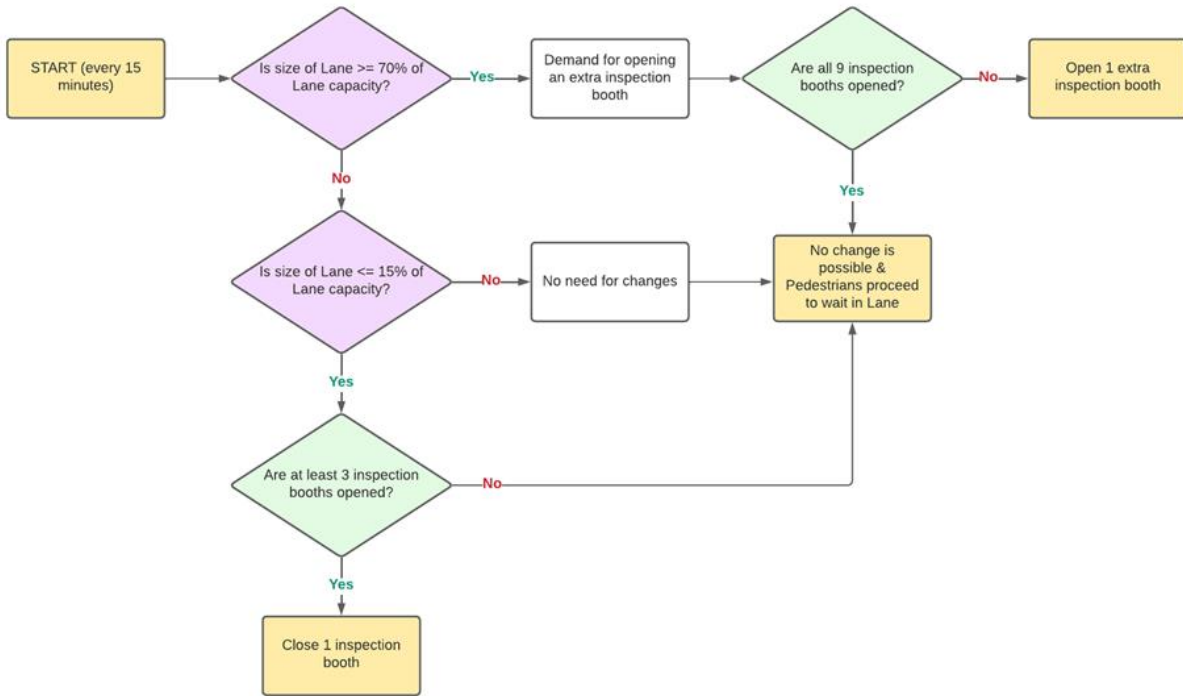 START (every 15
minutes)
Is size of Lane >= 70% of
Lane capacity?
Yes
Demand for opening
an extra inspection
booth
Are all 9 inspection
booths opened?
No
Open 1 extra
inspection booth
No
Yes
Is size of Lane <= 15% of
Lane capacity?
No
No need for changes
No change is
possible &
Pedestrians proceed
to wait in Lane
Yes
Are at least 3 inspection
booths opened?
No
Yes
Close 1 inspection
booth